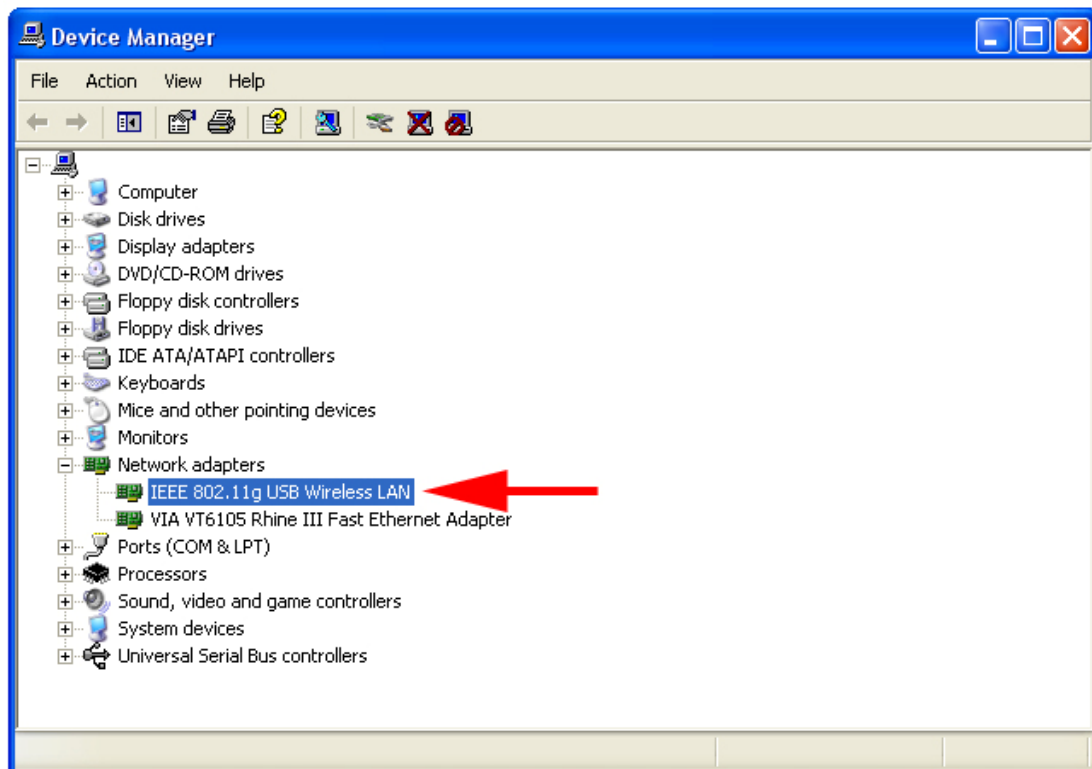 Device Manager
File Action View Help
Computer
Disk drives
Display adapters
DVD/CD-ROM drives
Floppy disk controllers
Floppy disk drives
IDE ATA/ATAPI controllers
Keyboards
Mice and other pointing devices
Monitors
Network adapters
IEEE 802.11g USB Wireless LAN
VIA VT6105 Rhine III Fast Ethernet Adapter
Ports (COM & LPT)
Processors
Sound, video and game controllers
System devices
Universal Serial Bus controllers